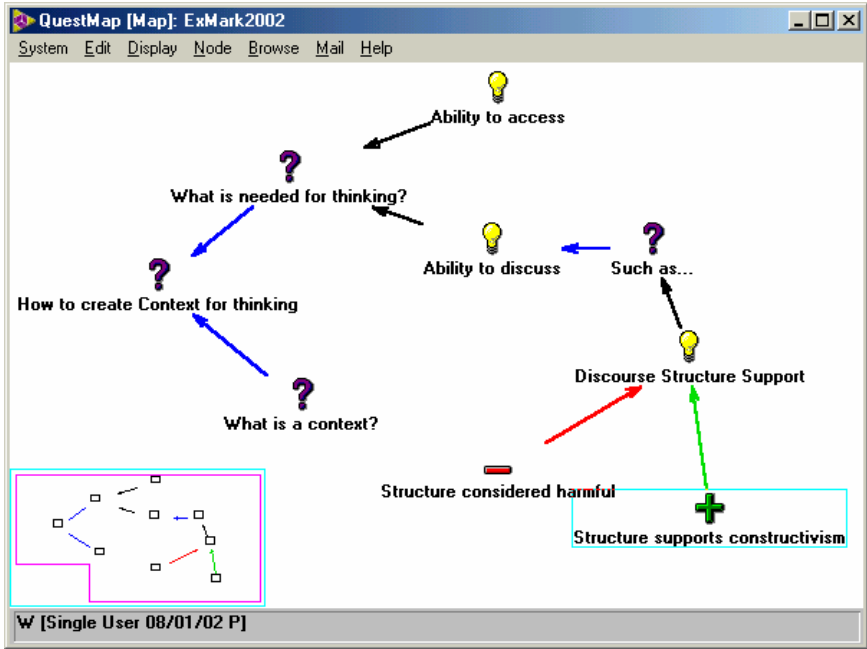 QuestMap [Map]: ExMark2002
System Edit Display Node Browse Mail Help
Ability to access
What is needed for thinking?
Ability to discuss
Such as...
How to create Context for thinking
Discourse Structure Support
What is a context?
Structure considered harmful
Structure supports constructivism
W [Single User 08/01/02 P]